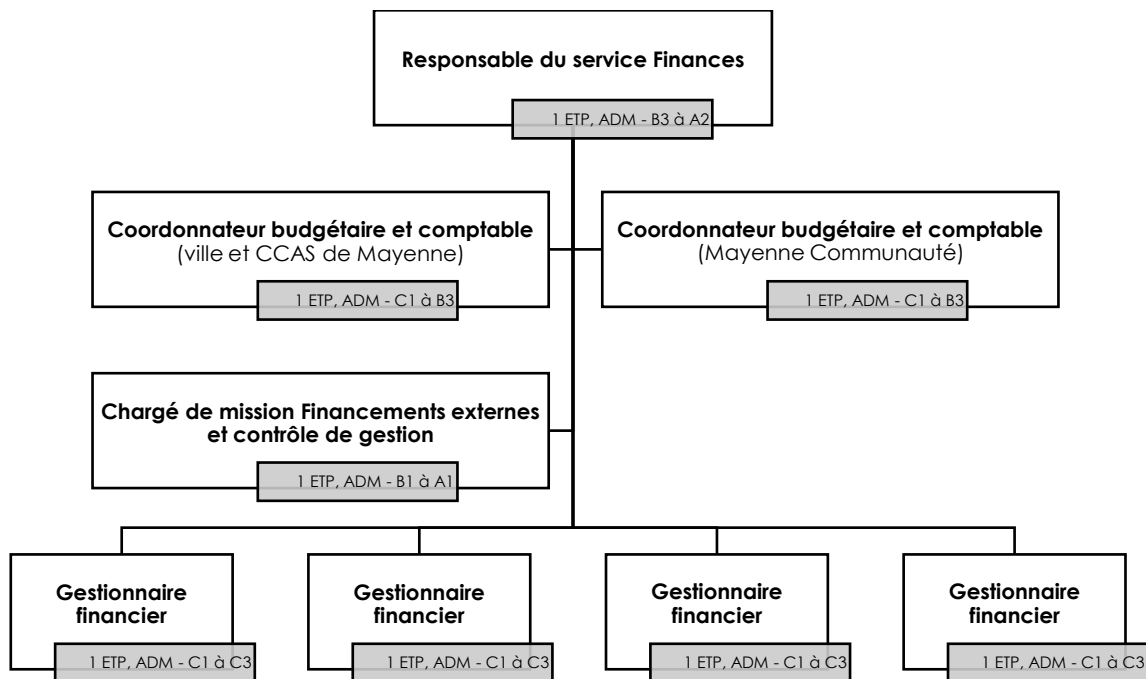 Responsable du service Finances
1 ETP, ADM - B3 à A2
Coordonnateur budgétaire et comptable
(ville et CCAS de Mayenne)
1 ETP, ADM - C1 à B3
Coordonnateur budgétaire et comptable
(Mayenne Communauté)
1 ETP, ADM - C1 à B3
Chargé de mission Financements externes
et contrôle de gestion
1 ETP, ADM - B1 à A1
Gestionnaire
financier
1 ETP, ADM - C1 à C3
Gestionnaire
financier
1 ETP, ADM - C1 à C3
Gestionnaire
financier
1 ETP, ADM - C1 à C3
Gestionnaire
financier
1 ETP, ADM - C1 à C3